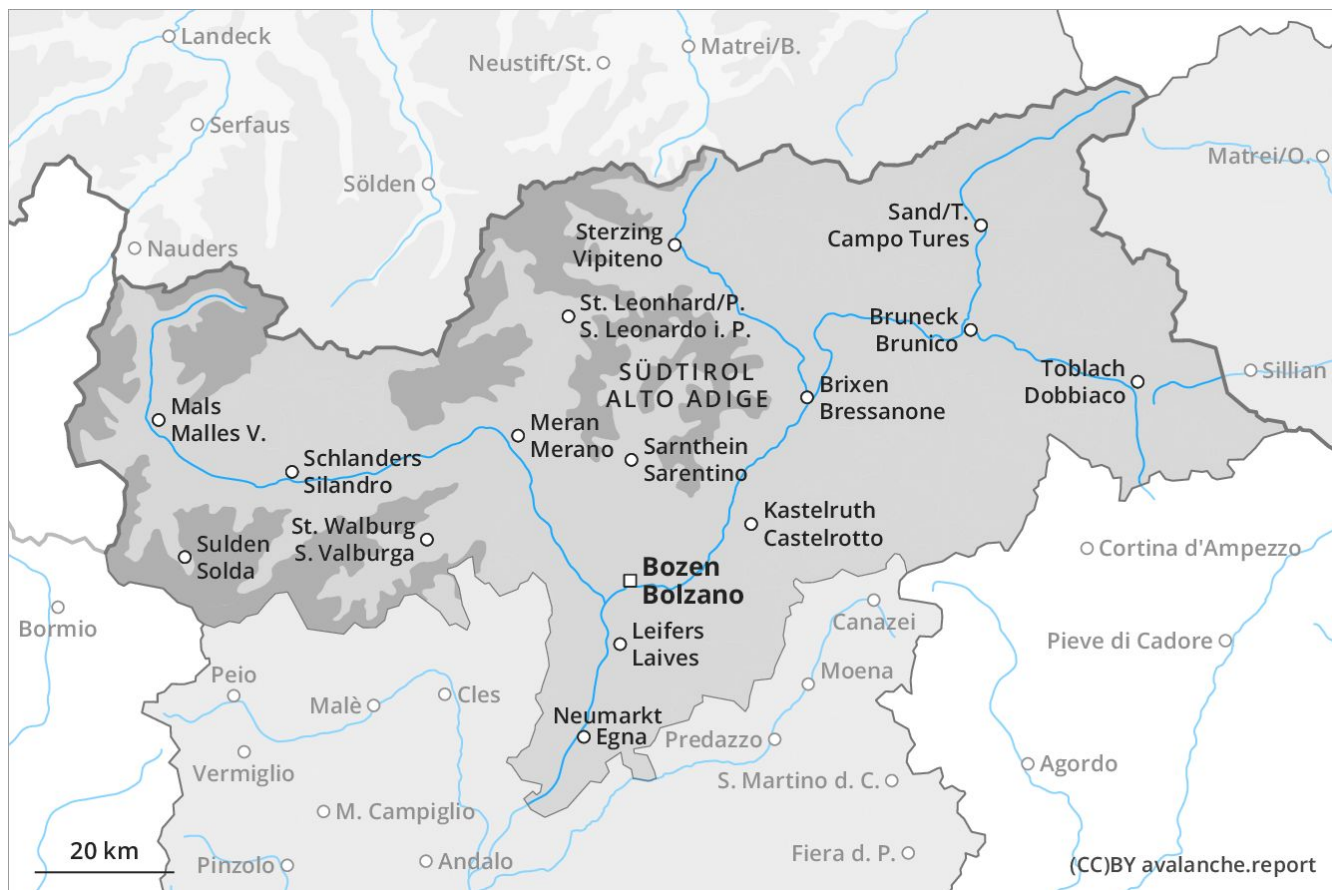 Landeck
Matrei/B.
Neustift/St.
Serfaus
Matrei/O.
Sölden
Sand/T.
Campo Tures
Sterzing
Vipiteno
Nauders
St. Leonhard/P.
S. Leonardo i. P.
Bruneck
Brunico
SÜDTIROL
ALTO ADIGE
Toblach
Dobbiaco
Sillian
Brixen
Bressanone
Mals
Malles V.
Meran
Merano
Schlanders
Silandro
Sarnthein
Sarentino
Kastelruth
Castelrotto
St. Walburg
S. Valburga
Sulden
Solda
Cortina d'Ampezzo
Bozen
Bolzano
Bormio
Canazei
Leifers
Laives
Pieve di Cadore
Peio
Moena
Malè
Cles
Neumarkt
Egna
Predazzo
Vermiglio
Agordo
S. Martino d. C.
M. Campiglio
20 km
Pinzolo
Andalo
Fiera d. P.
(CC)BY avalanche.report